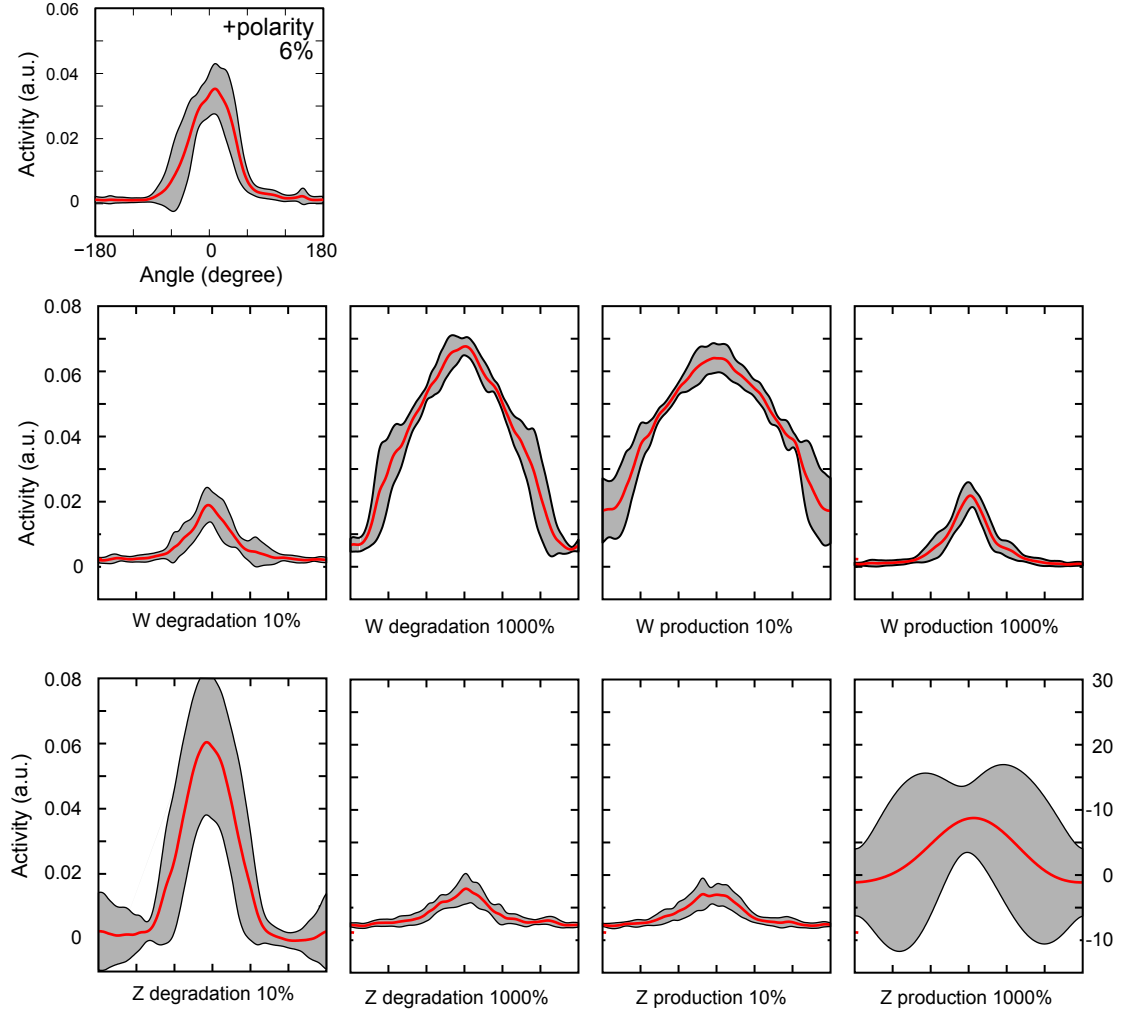 0.06
+polarity
6%
0.04
0.02
0
Activity (a.u.)
−180 0 180
Angle (degree)
0.08
0.06
0.04
0.02
0
Activity (a.u.)
W degradation 10% W degradation 1000% W production 10% W production 1000%
0.08 30
0.06 20
0.04 -10
0.02 0
0 -10
Activity (a.u.)
Z degradation 10% Z degradation 1000% Z production 10% Z production 1000%